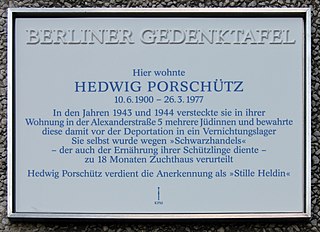 BERLINER GEDENKTAFEL
Hier wohnte
HEDWIG PORSCHÜTZ
10.6.1900 – 26.3.1977
In den Jahren 1943 und 1944 versteckte sie in ihrer
Wohnung in der Alexanderstraße 5 mehrere Jüdinnen und bewahrte
diese damit vor der Deportation in ein Vernichtungslager
Sie selbst wurde wegen »Schwarzhandels«
– der auch der Ernährung ihrer Schützlinge diente –
zu 18 Monaten Zuchthaus verurteilt
Hedwig Porschütz verdient die Anerkennung als »Stille Heldin«
KPM